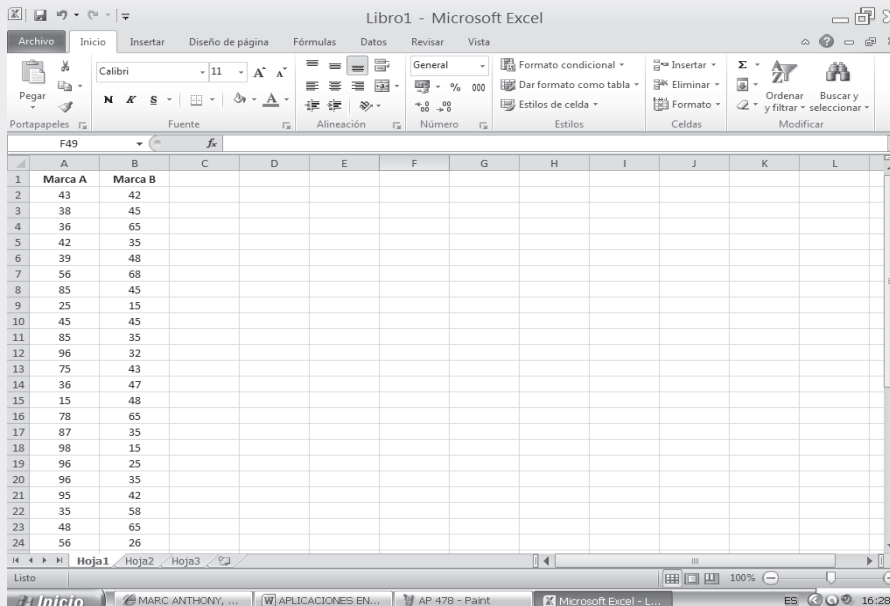 Libro1 - Microsoft Excel
Archivo Inicio Insertar Diseño de página Fórmulas Datos Revisar Vista
Pegar
Calibri 11 A A
General
Formato condicional
Insertar
Σ
N K S A
% 000
Dar formato como tabla
Eliminar
Ordenar y filtrar
Buscar y seleccionar
Estilos de celda
Formato
Portapapeles Fuente Alineación Número Estilos Celdas Modificar
F49 fx
A B C D E F G H I J K L
1 Marca A Marca B
2 43 42
3 38 45
4 36 65
5 42 35
6 39 48
7 56 68
8 85 45
9 25 15
10 45 45
11 85 35
12 96 32
13 75 43
14 36 47
15 15 48
16 78 65
17 87 35
18 98 15
19 96 25
20 96 35
21 95 42
22 35 58
23 48 65
24 56 26
Hoja1 Hoja2 Hoja3
Listo 100%
Inicio MARC ANTHONY, ... APLICACIONES EN... AP 478 - Paint Microsoft Excel - L... ES 16:28